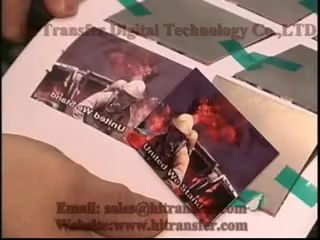 Transfer Digital Technology Co.,LTD
United We Stand
United We Stand
Email: sales@hitransfer.com
Website:www.hitransfer.com